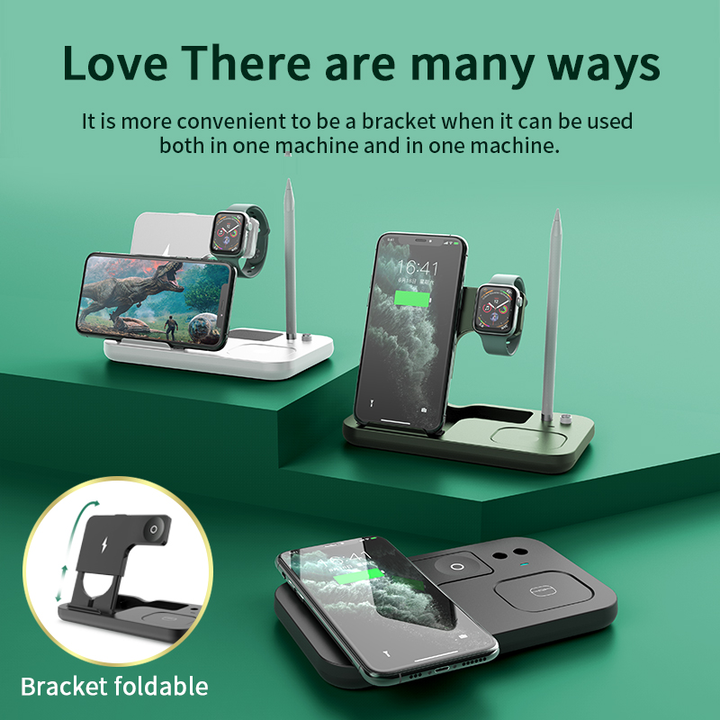 Love There are many ways
It is more convenient to be a bracket when it can be used
both in one machine and in one machine.
16:41
Bracket foldable